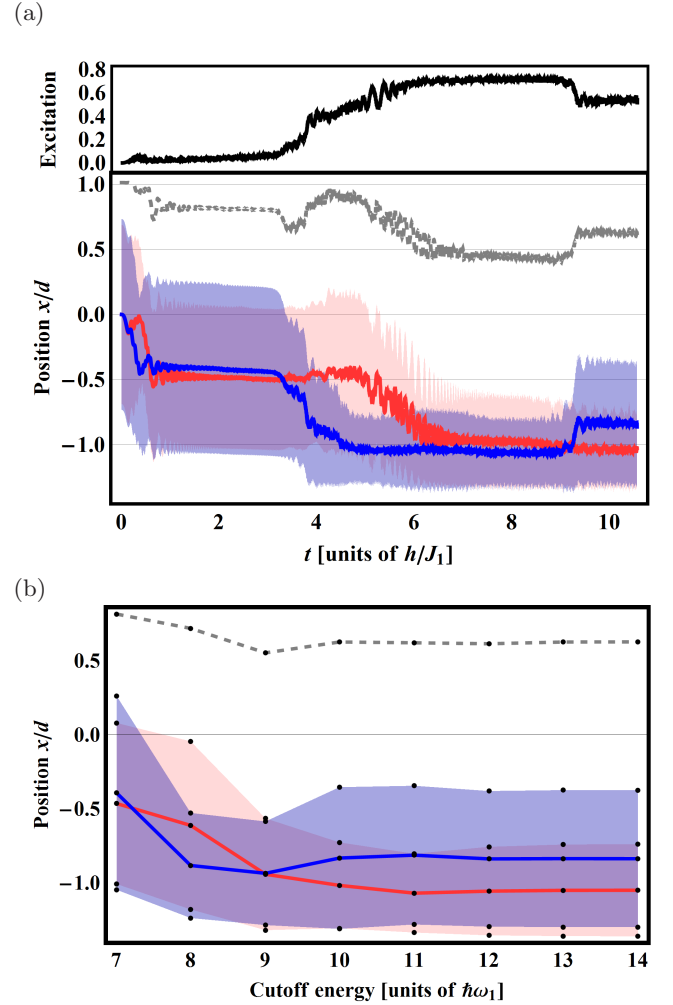 (a)
0.8
0.6
0.4
0.2
0.0
Excitation
1.0
0.5
0.0
−0.5
−1.0
Position x/d
0 2 4 6 8 10
t [units of h/J₁]
(b)
0.5
0.0
−0.5
−1.0
Position x/d
7 8 9 10 11 12 13 14
Cutoff energy [units of ℏω₁]